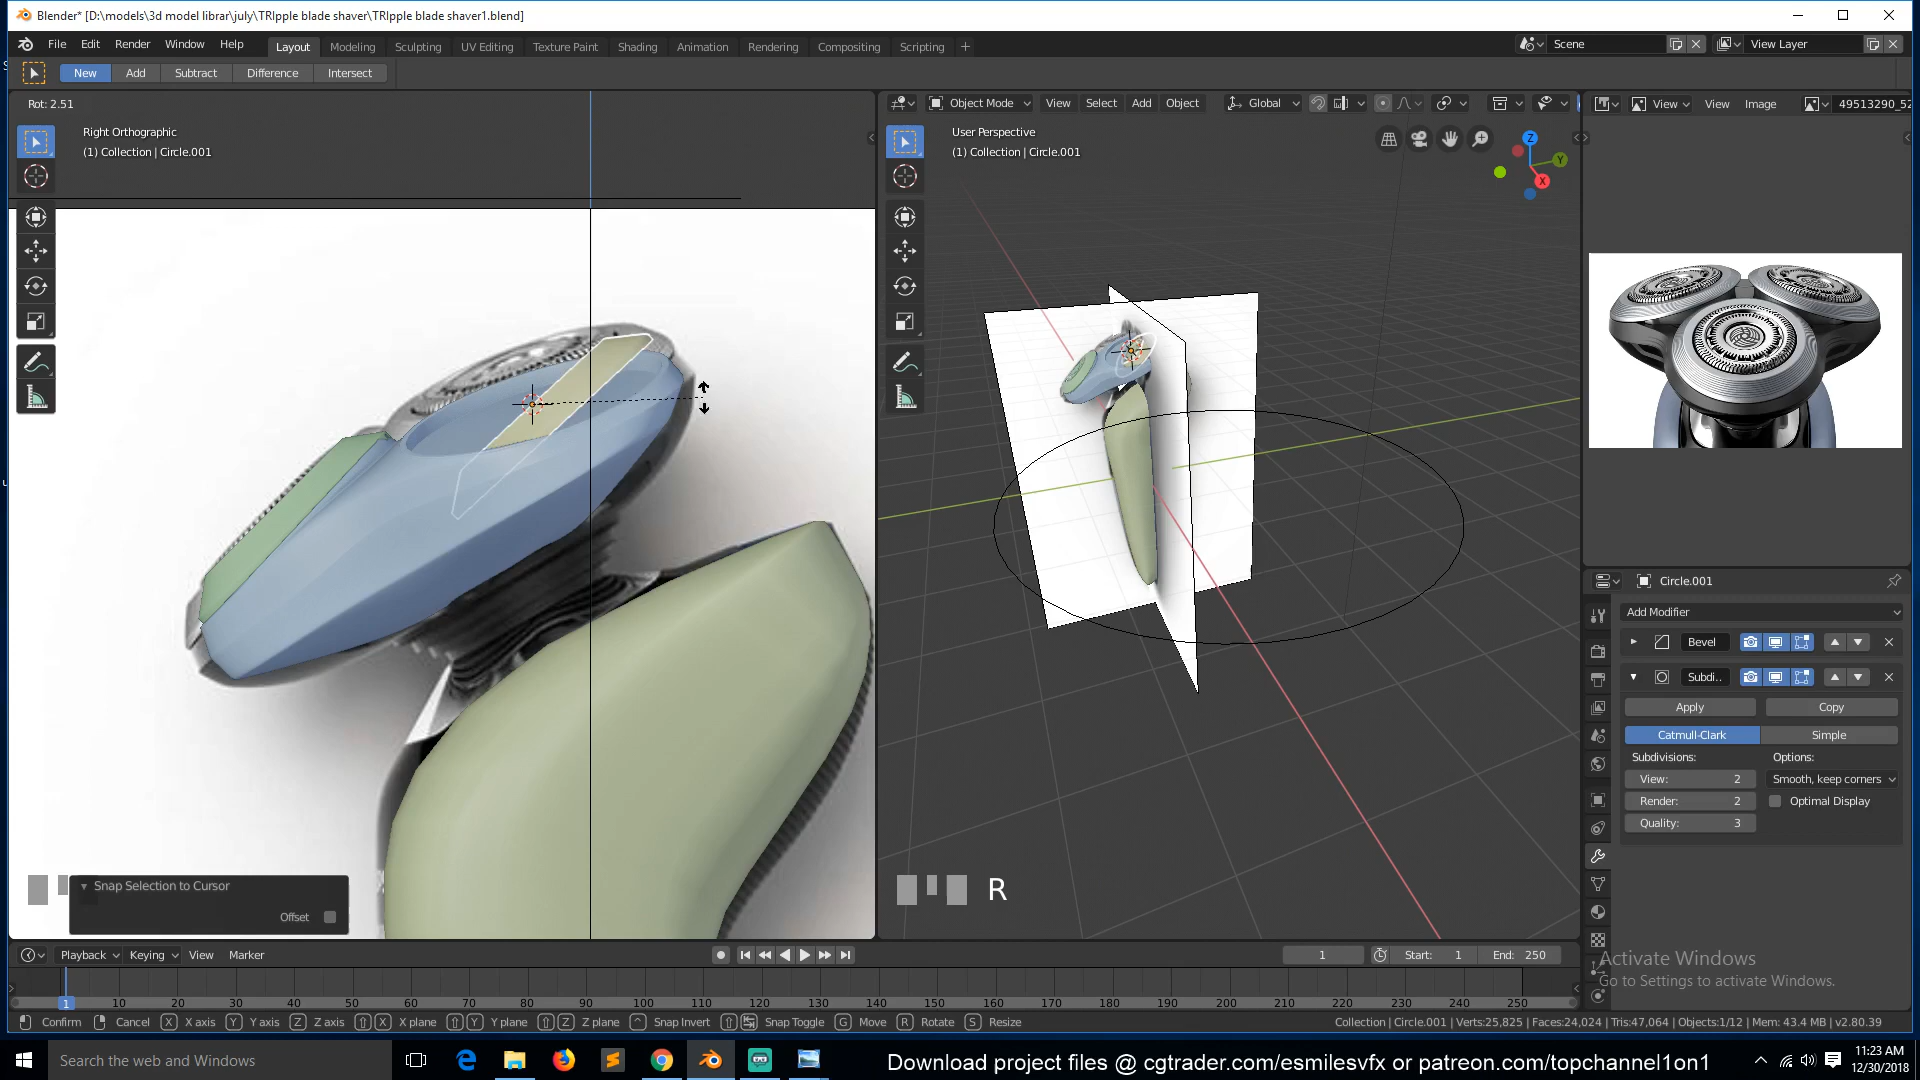 Blender* [D:\models\3d model librar\july\TRIpple blade shaver\TRIpple blade shaver1.blend]
File Edit Render Window Help Layout Modeling Sculpting UV Editing Texture Paint Shading Animation Rendering Compositing Scripting + Scene View Layer
New Add Subtract Difference Intersect
Rot: 2.51
Object Mode View Select Add Object Global View View Image 49513290_52
Right Orthographic
(1) Collection | Circle.001
User Perspective
(1) Collection | Circle.001
Z Y X
Circle.001
Add Modifier
Bevel
Subdi..
Apply Copy
Catmull-Clark Simple
Subdivisions: Options:
View: 2 Smooth, keep corners
Render: 2 Optimal Display
Quality: 3
Snap Selection to Cursor
Offset
R
Playback Keying View Marker 1 Start: 1 End: 250
1 10 20 30 40 50 60 70 80 90 100 110 120 130 140 150 160 170 180 190 200 210 220 230 240 250
Activate Windows
Go to Settings to activate Windows.
Confirm Cancel X X axis Y Y axis Z Z axis X X plane Y Y plane Z Z plane Snap Invert Snap Toggle G Move R Rotate S Resize Collection | Circle.001 | Verts:25,825 | Faces:24,024 | Tris:47,064 | Objects:1/12 | Mem: 43.4 MB | v2.80.39
Search the web and Windows
Download project files @ cgtrader.com/esmilesvfx or patreon.com/topchannel1on1
11:23 AM
12/30/2018